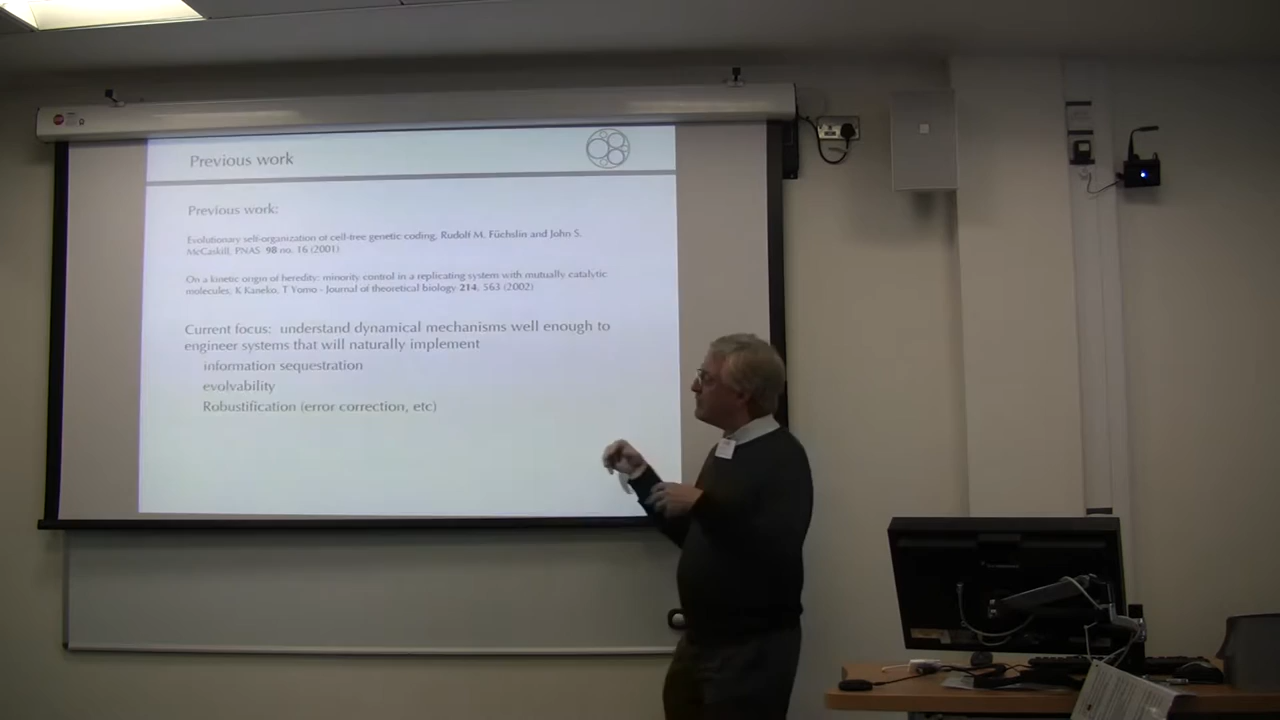 Previous work
Previous work:
Evolutionary self-organization of cell-free genetic coding, Rudolf M. Füchslin and John S.
McCaskill, PNAS 98 no. 16 (2001)
On a kinetic origin of heredity: minority control in a replicating system with mutually catalytic
molecules, K Kaneko, T Yomo - Journal of theoretical biology 214, 563 (2002)
Current focus: understand dynamical mechanisms well enough to
engineer systems that will naturally implement
information sequestration
evolvability
Robustification (error correction, etc)